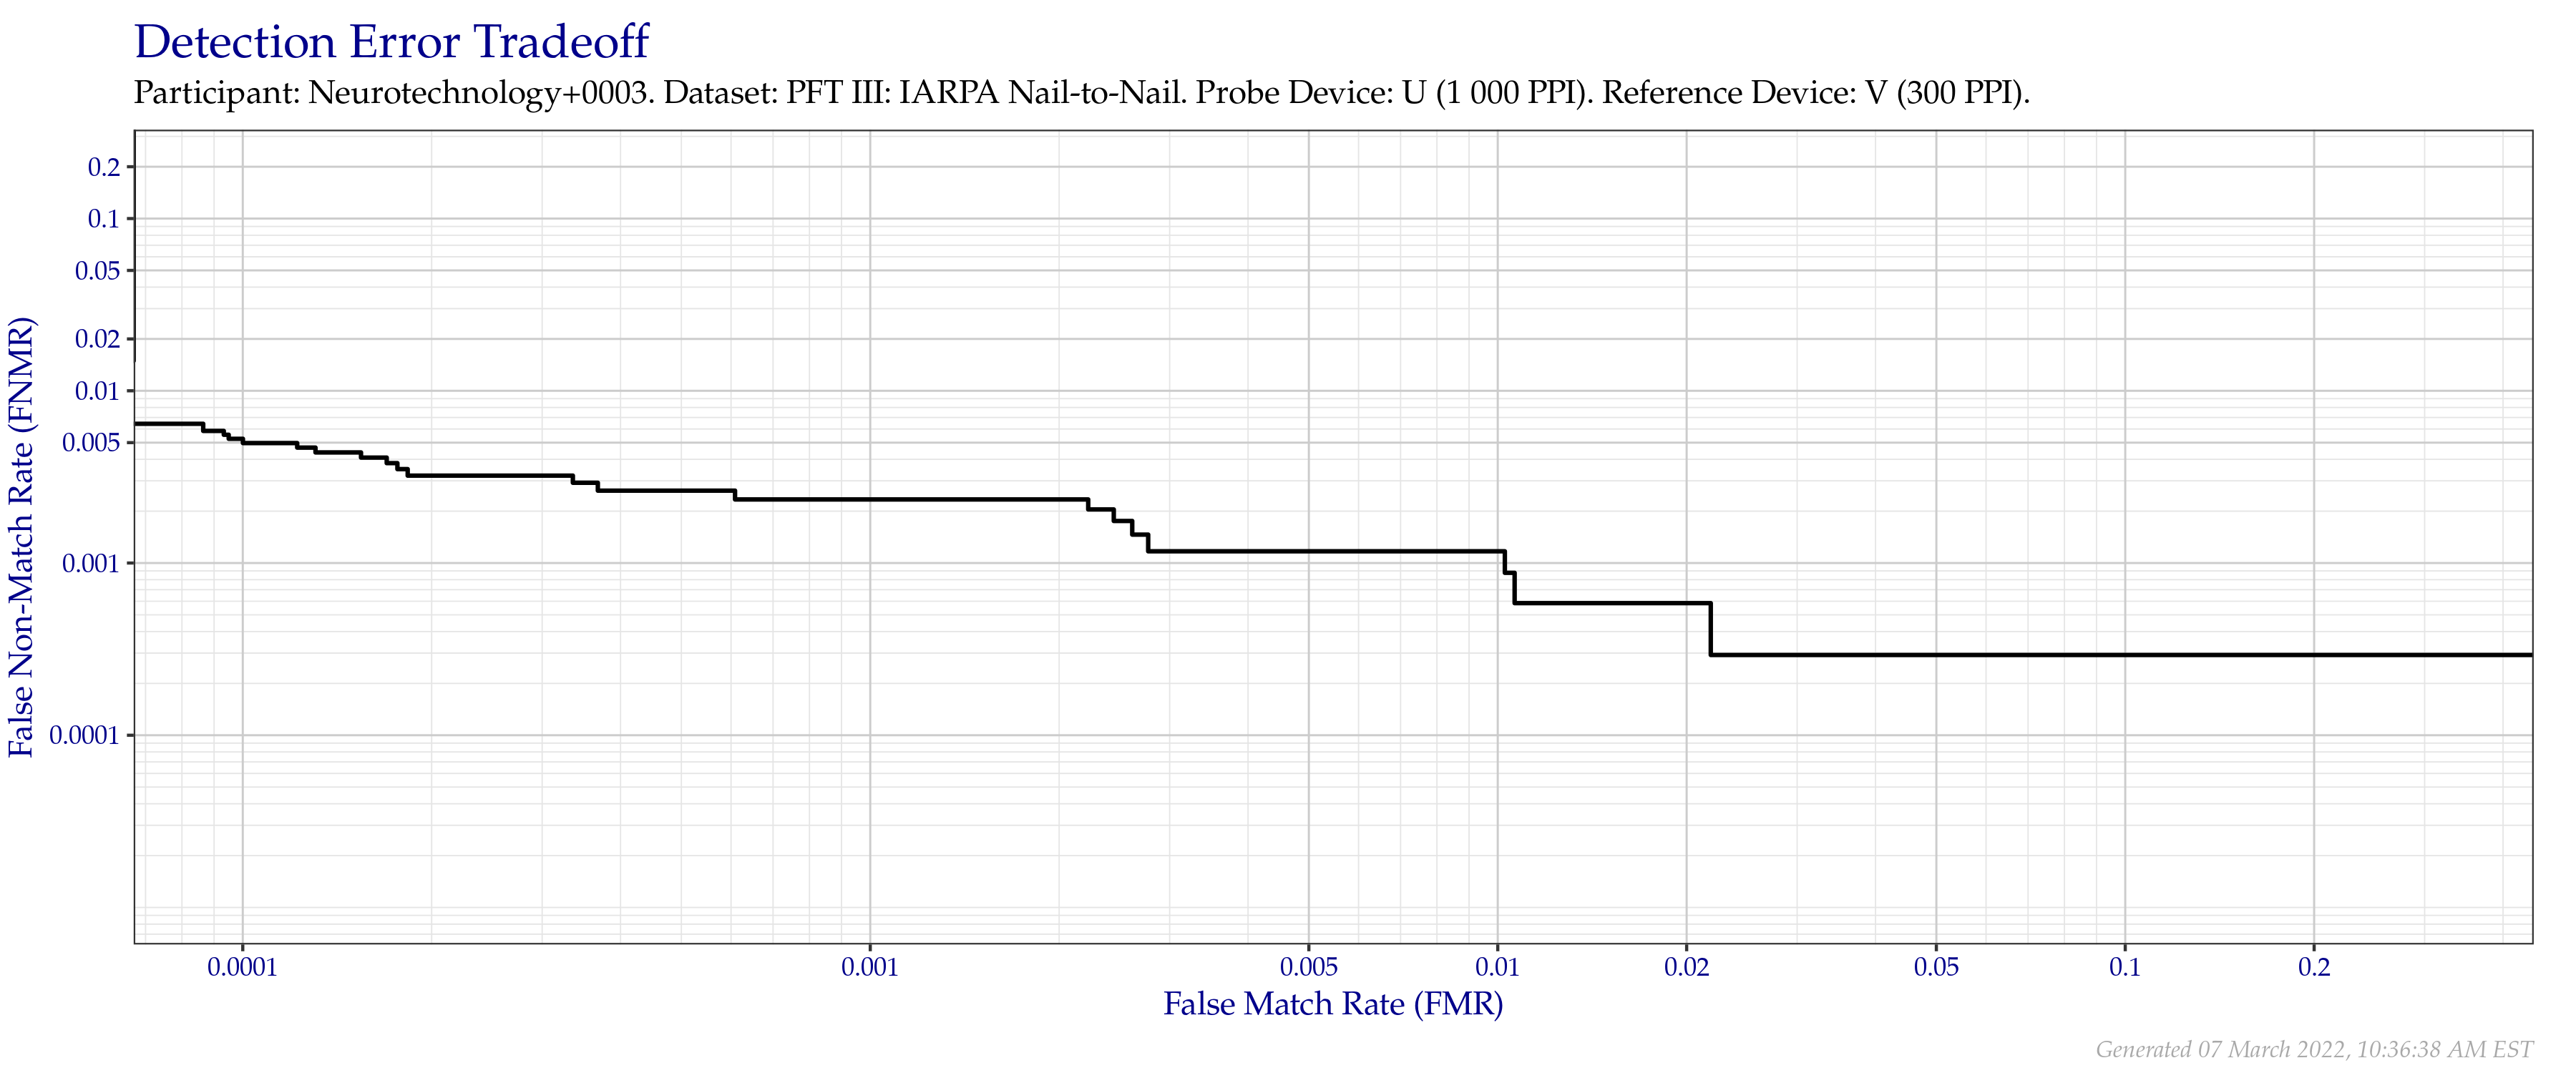 Detection Error Tradeoff
Participant: Neurotechnology+0003. Dataset: PFT III: IARPA Nail-to-Nail. Probe Device: U (1 000 PPI). Reference Device: V (300 PPI).
False Non-Match Rate (FNMR)
0.2
0.1
0.05
0.02
0.01
0.005
0.001
0.0001
0.0001 0.001 0.005 0.01 0.02 0.05 0.1 0.2
False Match Rate (FMR)
Generated 07 March 2022, 10:36:38 AM EST